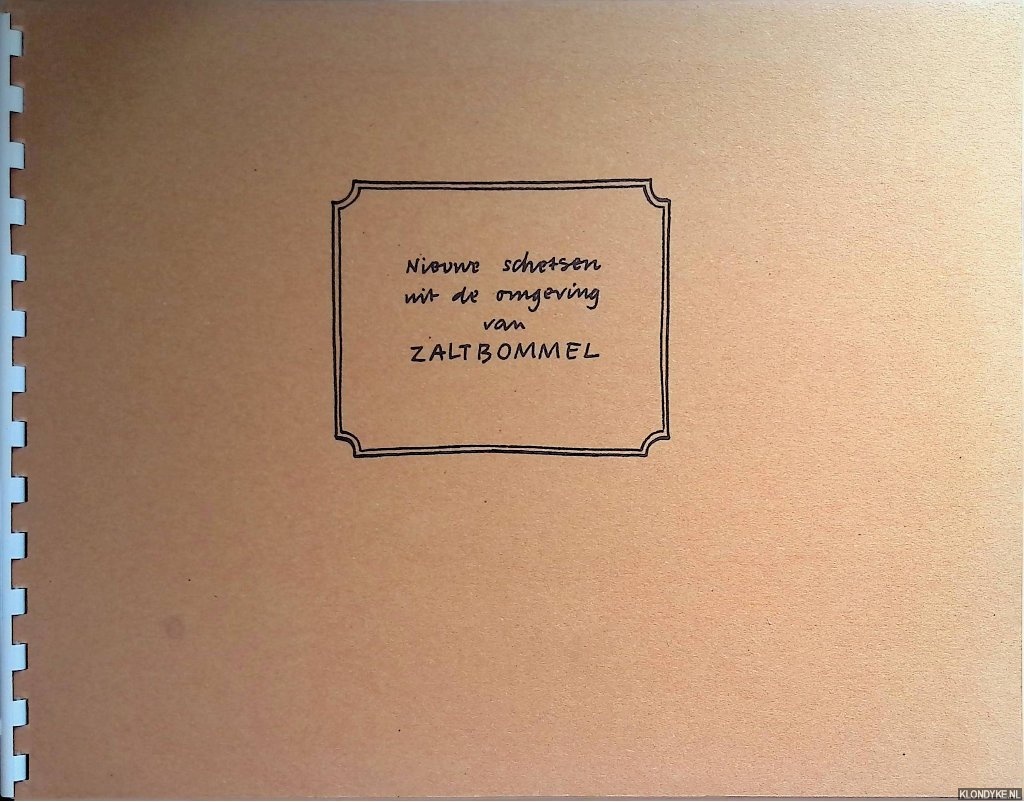 Nieuwe schetsen
uit de omgeving
van
ZALTBOMMEL
KLONDYKE.NL